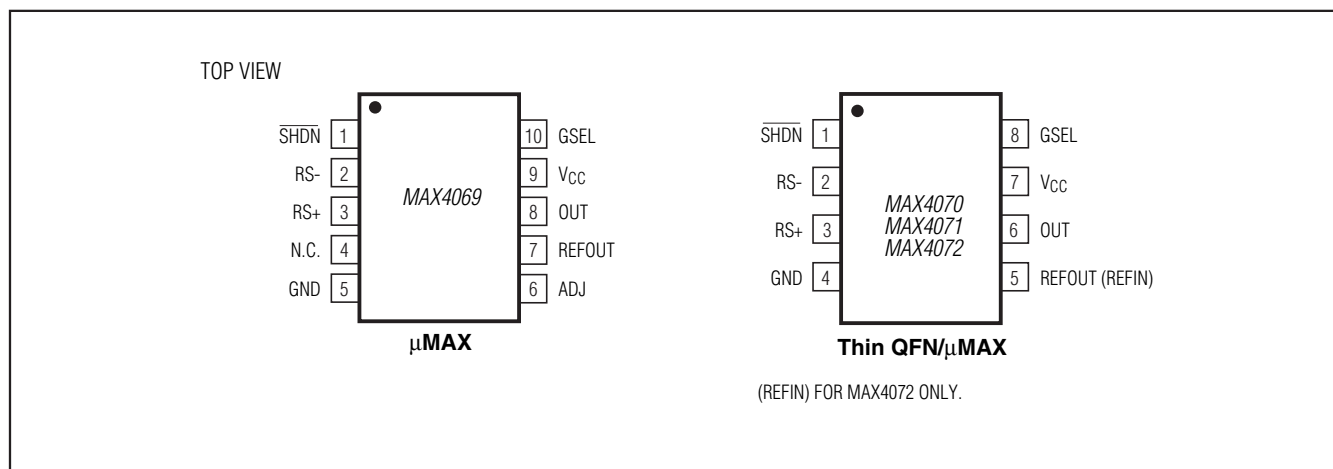 TOP VIEW
SHDN 1
RS- 2
RS+ 3
N.C. 4
GND 5
MAX4069
10 GSEL
9 VCC
8 OUT
7 REFOUT
6 ADJ
μMAX
SHDN 1
RS- 2
RS+ 3
GND 4
MAX4070
MAX4071
MAX4072
8 GSEL
7 VCC
6 OUT
5 REFOUT (REFIN)
Thin QFN/μMAX
(REFIN) FOR MAX4072 ONLY.